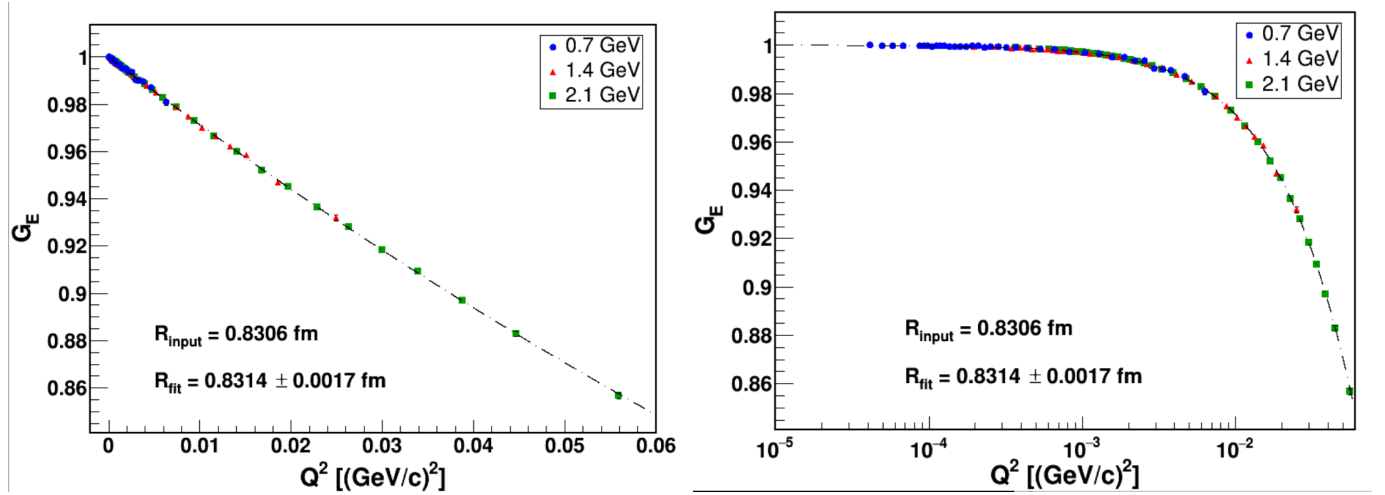 1
0.98
0.96
0.94
0.92
0.9
0.88
0.86
G_E
0.7 GeV
1.4 GeV
2.1 GeV
R_input = 0.8306 fm
R_fit = 0.8314 ± 0.0017 fm
0 0.01 0.02 0.03 0.04 0.05 0.06
Q² [(GeV/c)²]
1
0.98
0.96
0.94
0.92
0.9
0.88
0.86
G_E
0.7 GeV
1.4 GeV
2.1 GeV
R_input = 0.8306 fm
R_fit = 0.8314 ± 0.0017 fm
10⁻⁵ 10⁻⁴ 10⁻³ 10⁻²
Q² [(GeV/c)²]